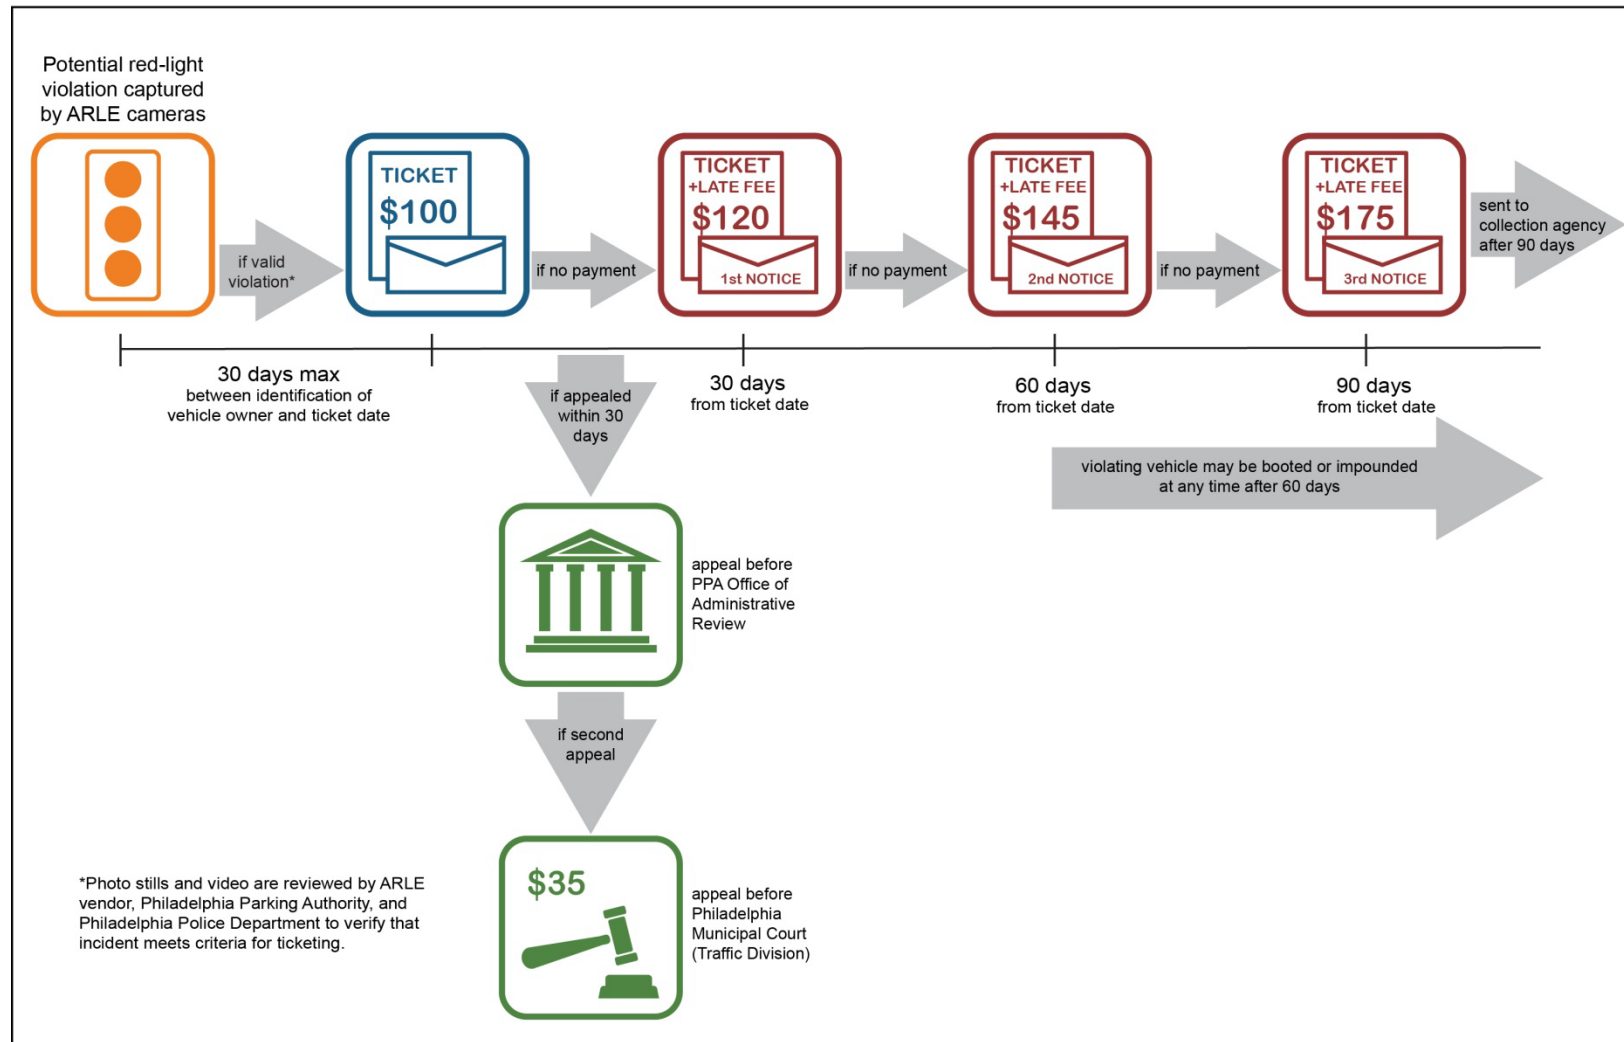 Potential red-light
violation captured
by ARLE cameras
if valid
violation*
TICKET
$100
if no payment
TICKET
+LATE FEE
$120
1st NOTICE
if no payment
TICKET
+LATE FEE
$145
2nd NOTICE
if no payment
TICKET
+LATE FEE
$175
3rd NOTICE
sent to
collection agency
after 90 days
30 days max
between identification of
vehicle owner and ticket date
if appealed
within 30
days
30 days
from ticket date
60 days
from ticket date
90 days
from ticket date
violating vehicle may be booted or impounded
at any time after 60 days
appeal before
PPA Office of
Administrative
Review
if second
appeal
$35
appeal before
Philadelphia
Municipal Court
(Traffic Division)
*Photo stills and video are reviewed by ARLE
vendor, Philadelphia Parking Authority, and
Philadelphia Police Department to verify that
incident meets criteria for ticketing.